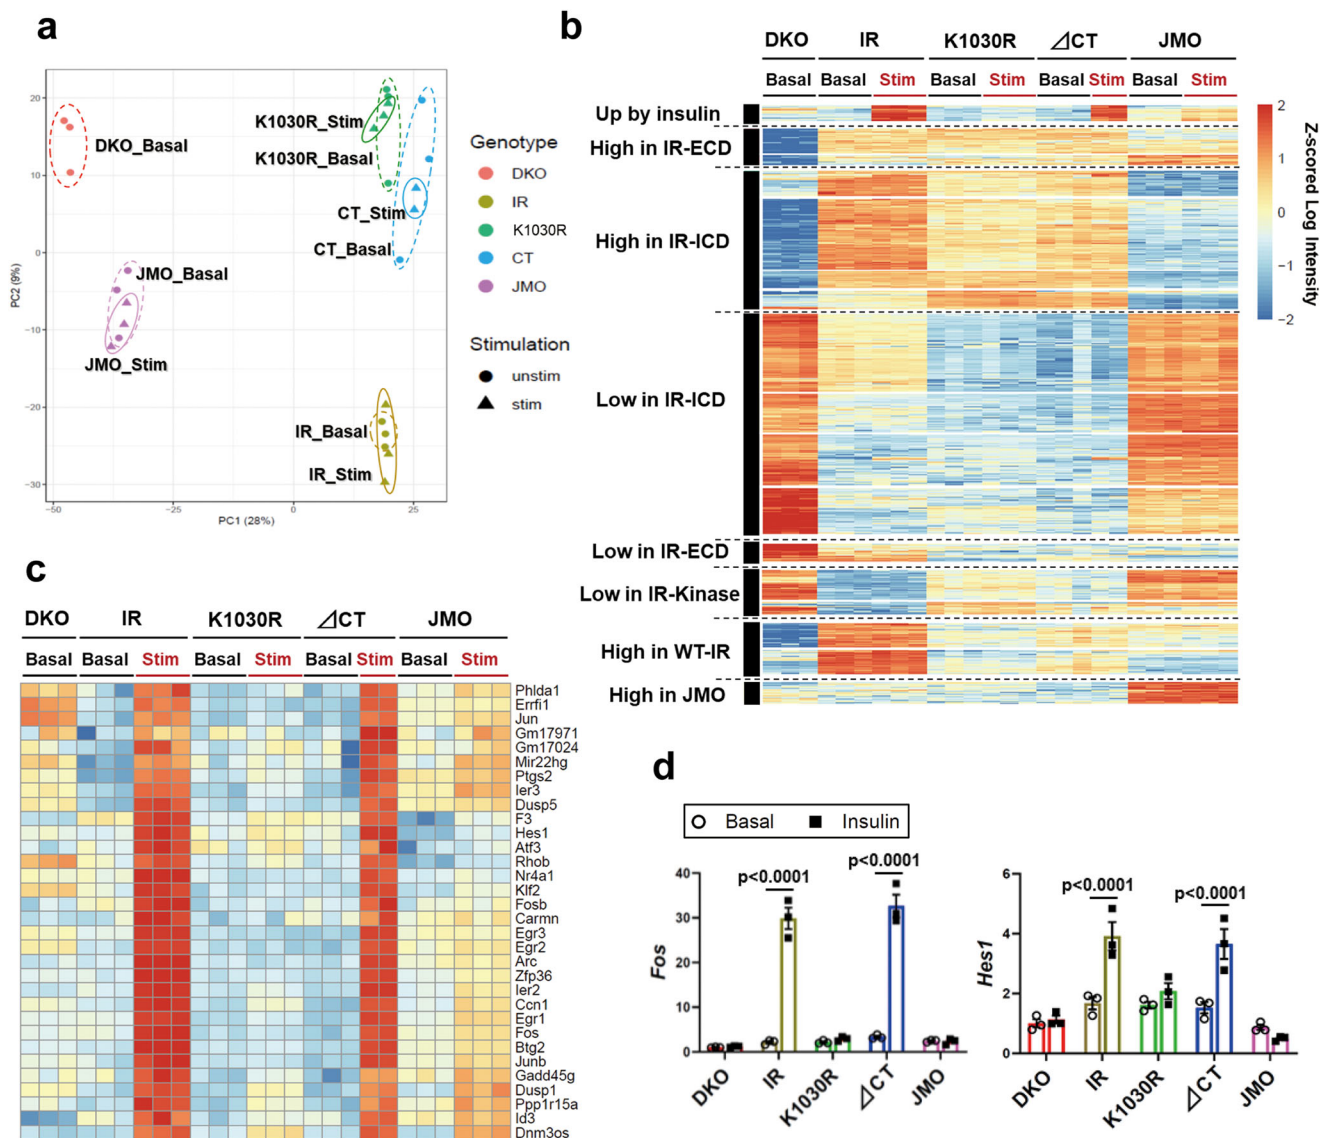 a
20
10
0
−10
−20
−30
−50
−25
0
25
PC2 (9%)
PC1 (28%)
DKO_Basal
K1030R_Stim
K1030R_Basal
CT_Stim
CT_Basal
JMO_Basal
JMO_Stim
IR_Basal
IR_Stim
Genotype
DKO
IR
K1030R
CT
JMO
Stimulation
unstim
stim
b
DKO IR K1030R ⊿CT JMO
Basal Basal Stim Basal Stim Basal Stim Basal Stim
Up by insulin
High in IR-ECD
High in IR-ICD
Low in IR-ICD
Low in IR-ECD
Low in IR-Kinase
High in WT-IR
High in JMO
2
1
0
−1
−2
Z-scored Log Intensity
c
DKO IR K1030R ⊿CT JMO
Basal Basal Stim Basal Stim Basal Stim Basal Stim
Phlda1
Errfi1
Jun
Gm17971
Gm17024
Mir22hg
Ptgs2
Ier3
Dusp5
F3
Hes1
Atf3
Rhob
Nr4a1
Klf2
Fosb
Carmn
Egr3
Egr2
Arc
Zfp36
Ier2
Ccn1
Egr1
Fos
Btg2
Junb
Gadd45g
Dusp1
Ppp1r15a
Id3
Dnm3os
d
Basal Insulin
Fos
40
30
20
10
0
p<0.0001
p<0.0001
DKO
IR
K1030R
⊿CT
JMO
Hes1
6
4
2
0
p<0.0001
p<0.0001
DKO
IR
K1030R
⊿CT
JMO